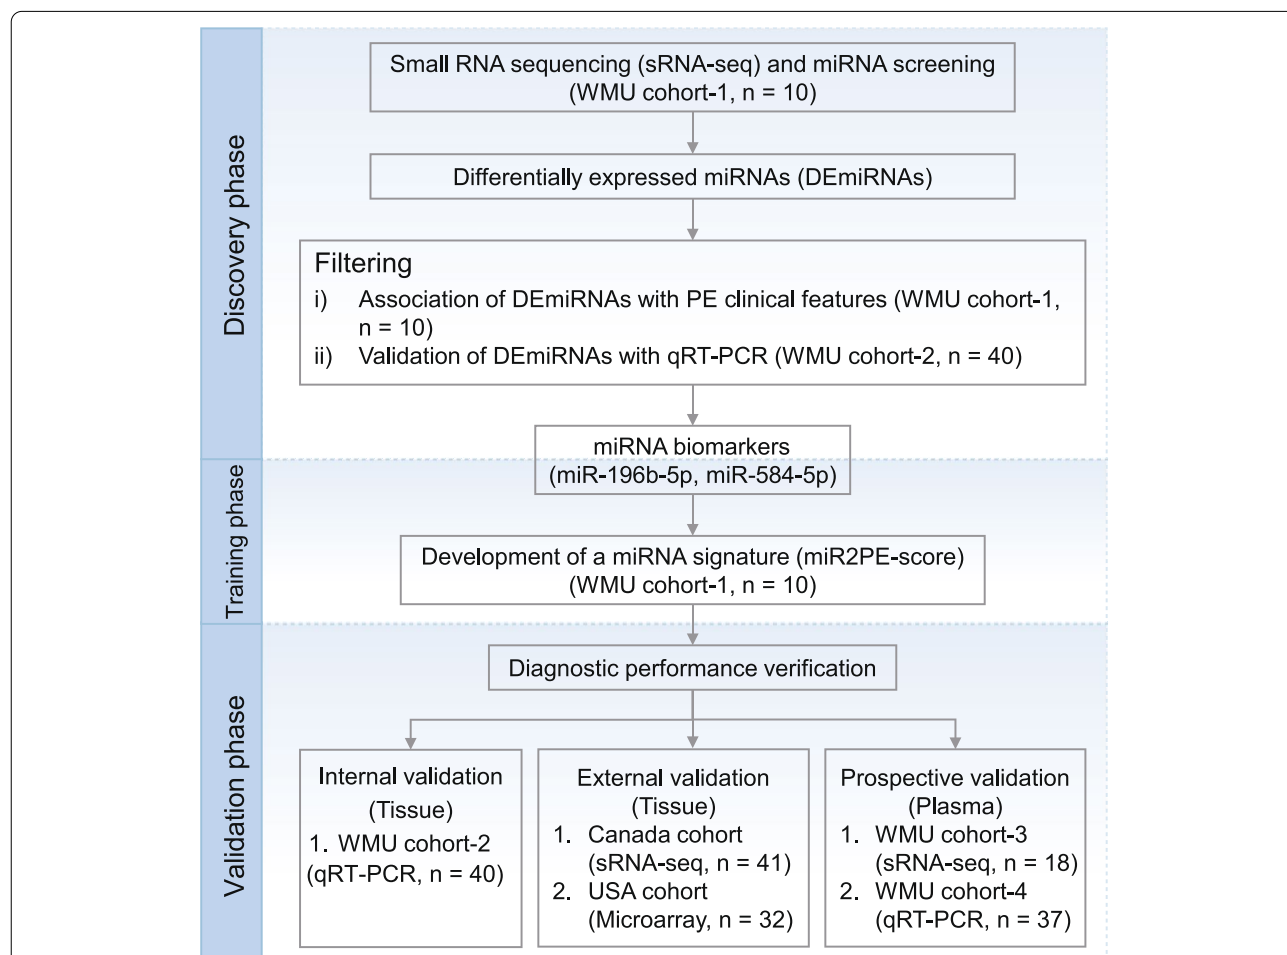 Discovery phase
Small RNA sequencing (sRNA-seq) and miRNA screening
(WMU cohort-1, n = 10)
Differentially expressed miRNAs (DEmiRNAs)
Filtering
i) Association of DEmiRNAs with PE clinical features (WMU cohort-1,
n = 10)
ii) Validation of DEmiRNAs with qRT-PCR (WMU cohort-2, n = 40)
miRNA biomarkers
(miR-196b-5p, miR-584-5p)
Training phase
Development of a miRNA signature (miR2PE-score)
(WMU cohort-1, n = 10)
Validation phase
Diagnostic performance verification
Internal validation
(Tissue)
1. WMU cohort-2
(qRT-PCR, n = 40)
External validation
(Tissue)
1. Canada cohort
(sRNA-seq, n = 41)
2. USA cohort
(Microarray, n = 32)
Prospective validation
(Plasma)
1. WMU cohort-3
(sRNA-seq, n = 18)
2. WMU cohort-4
(qRT-PCR, n = 37)